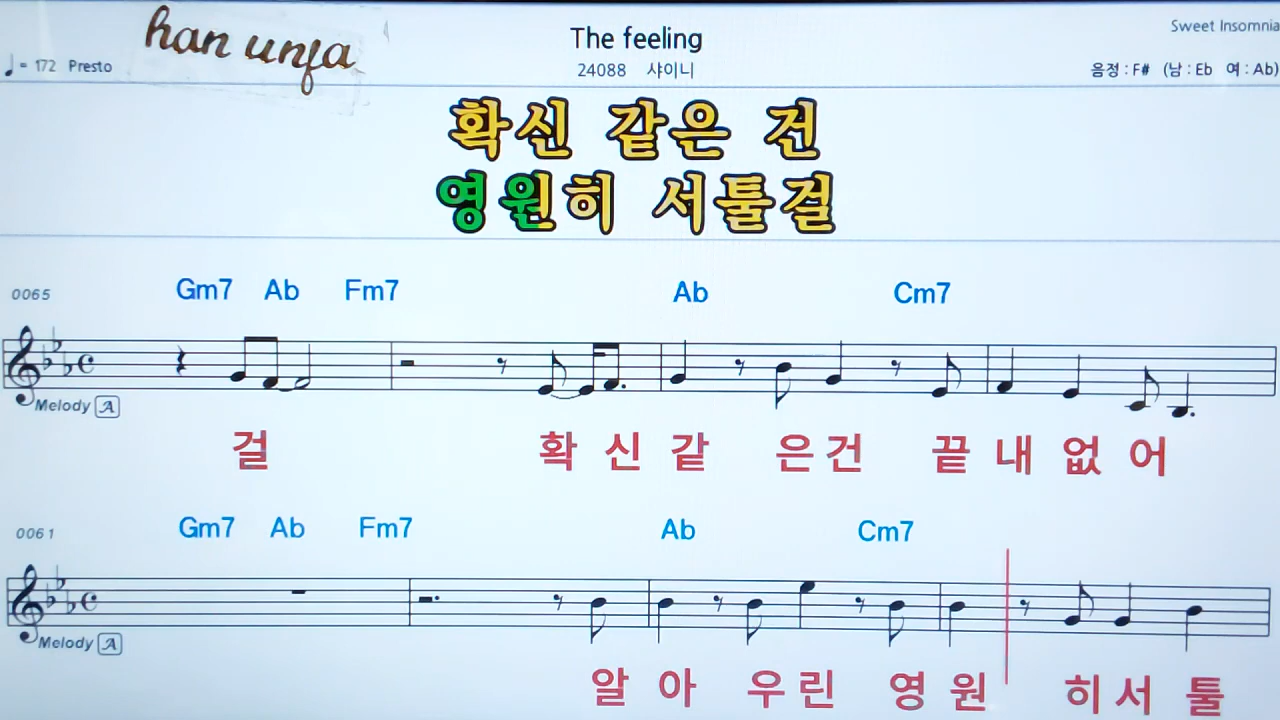 han unfa
The feeling
Sweet Insomnia
♩= 172 Presto
24088 샤이니
음정 : F# (남 : Eb 여 : Ab)
확신 같은 건
영원히 서툴걸
0065 Gm7 Ab Fm7 Ab Cm7
Melody A
걸 확 신 같 은 건 끝 내 없 어
0061 Gm7 Ab Fm7 Ab Cm7
Melody A
알 아 우 린 영 원 히 서 툴